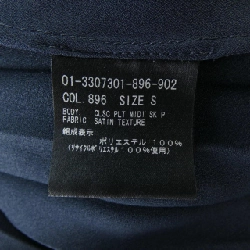 01-3307301-896-902
COL.896 SIZE S
BODY Q.SC PLT MIDI SK P
FABRIC SATIN TEXTURE
組成表示
ポリエステル 100%
(リサイクルポリエステル 100%使用)